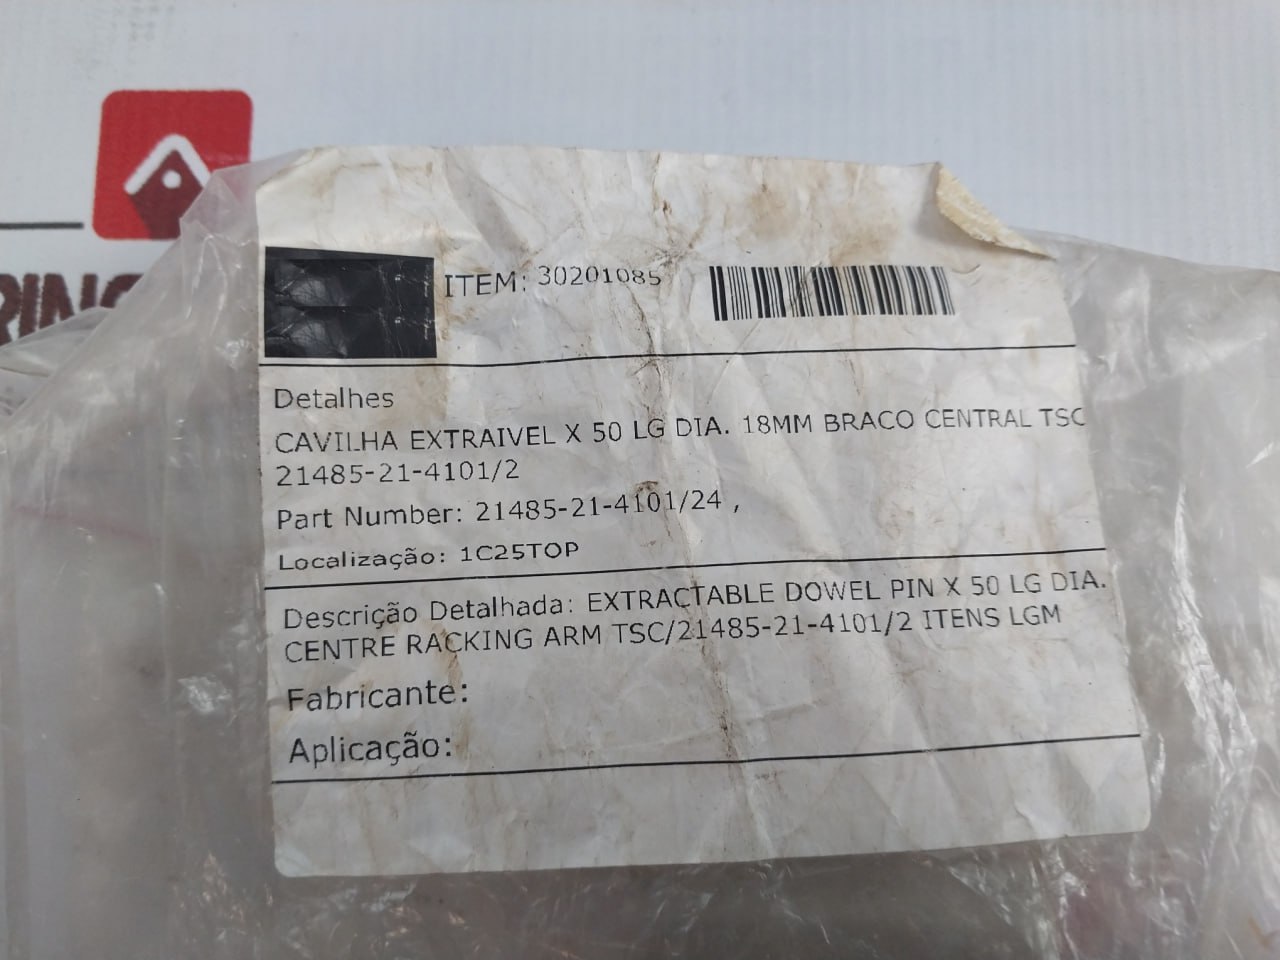 ITEM: 30201085
Detalhes
CAVILHA EXTRAIVEL X 50 LG DIA. 18MM BRACO CENTRAL TSC
21485-21-4101/2
Part Number: 21485-21-4101/24 ,
Localização: 1C25TOP
Descrição Detalhada: EXTRACTABLE DOWEL PIN X 50 LG DIA.
CENTRE RACKING ARM TSC/21485-21-4101/2 ITENS LGM
Fabricante:
Aplicação: